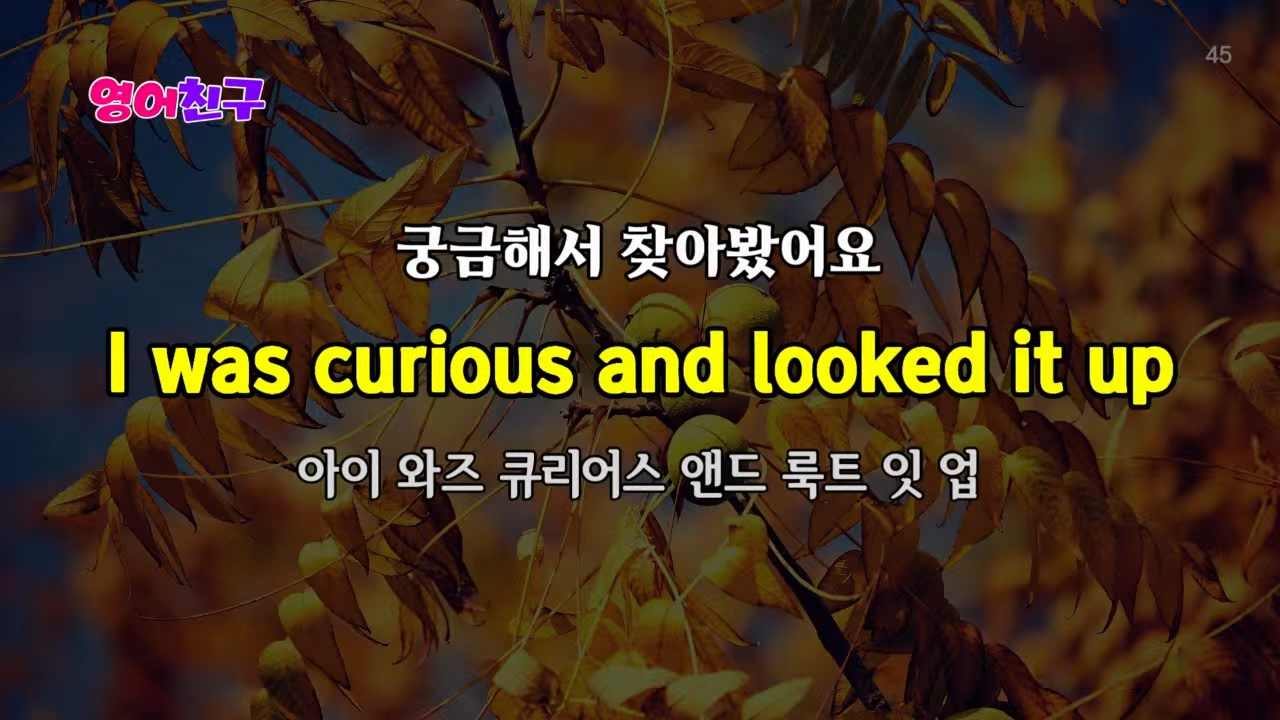 45
영어친구
궁금해서 찾아봤어요
I was curious and looked it up
아이 와즈 큐리어스 앤드 룩트 잇 업